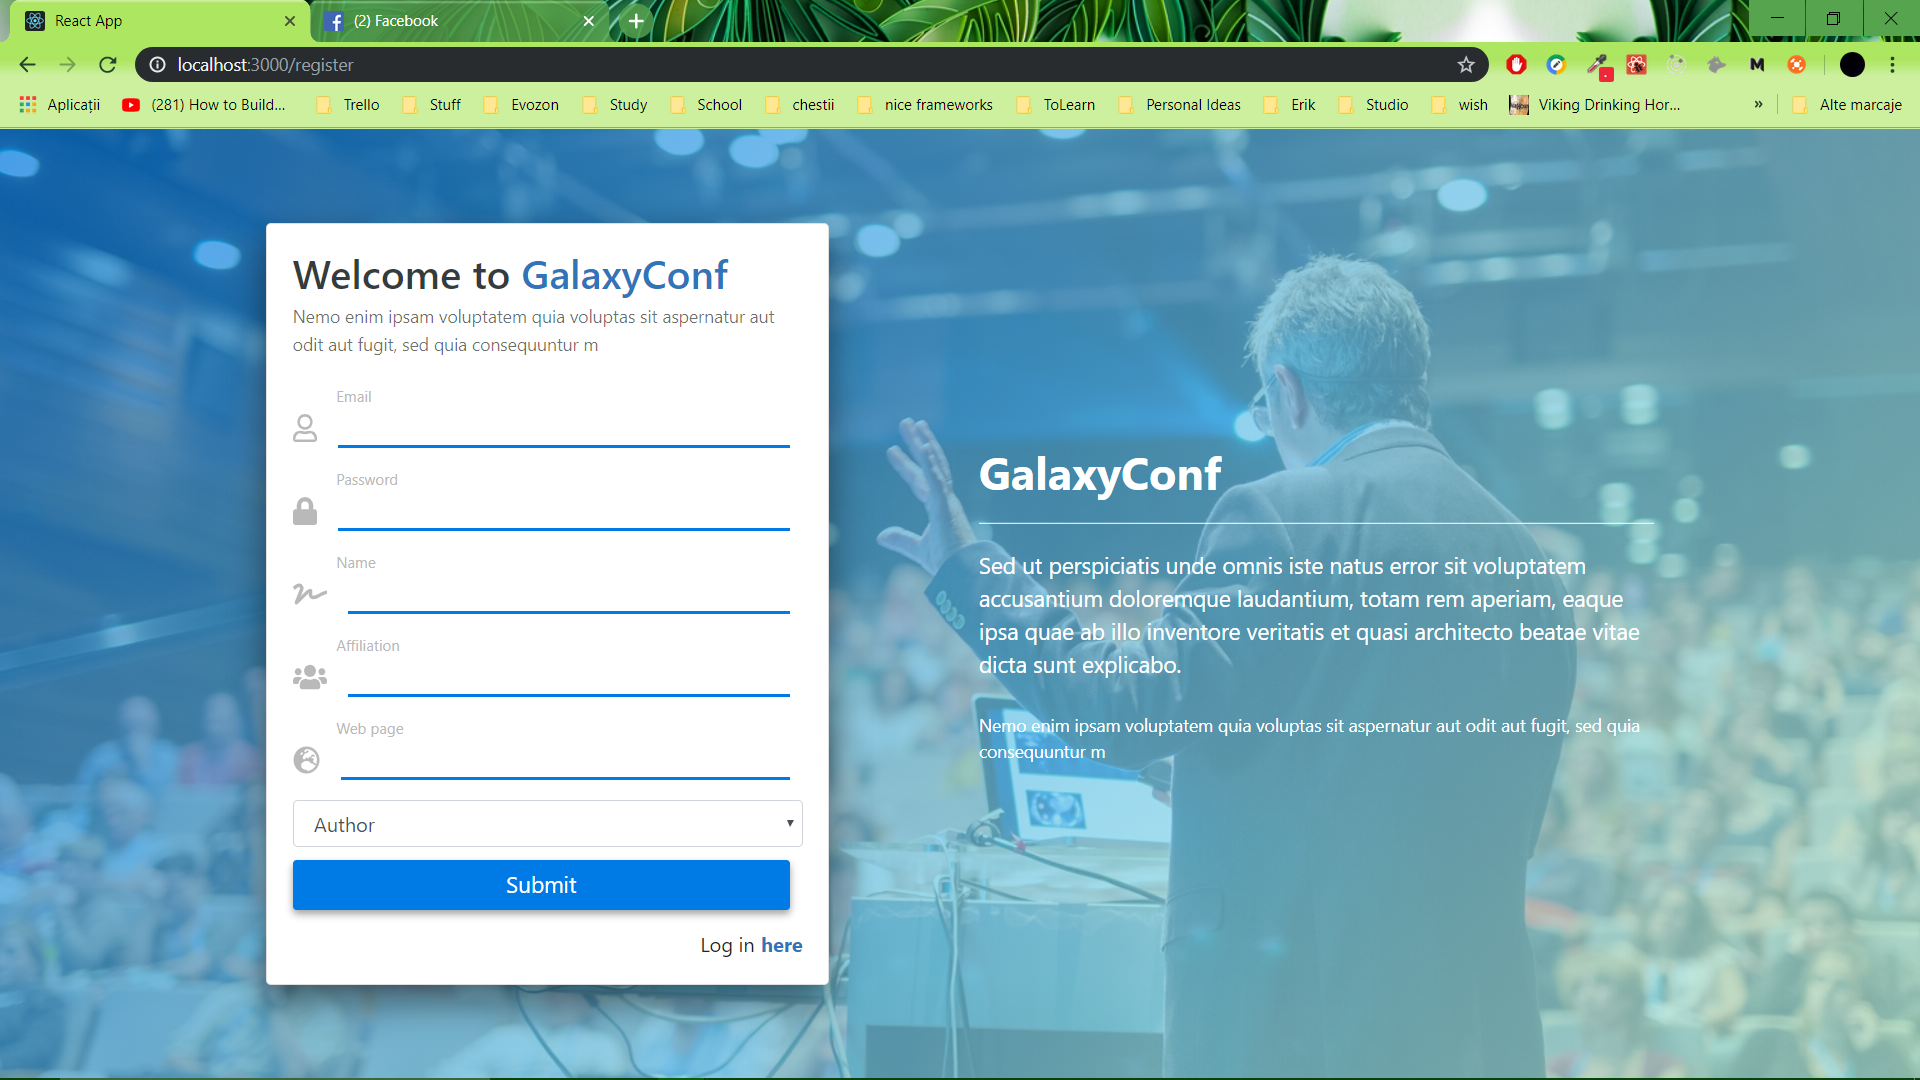 React App
(2) Facebook
localhost:3000/register
Aplicații
(281) How to Build...
Trello
Stuff
Evozon
Study
School
chestii
nice frameworks
ToLearn
Personal Ideas
Erik
Studio
wish
Viking Drinking Hor...
»
Alte marcaje
Welcome to GalaxyConf
Nemo enim ipsam voluptatem quia voluptas sit aspernatur aut
odit aut fugit, sed quia consequuntur m
Email
Password
Name
Affiliation
Web page
Author
Submit
Log in here
GalaxyConf
Sed ut perspiciatis unde omnis iste natus error sit voluptatem
accusantium doloremque laudantium, totam rem aperiam, eaque
ipsa quae ab illo inventore veritatis et quasi architecto beatae vitae
dicta sunt explicabo.
Nemo enim ipsam voluptatem quia voluptas sit aspernatur aut odit aut fugit, sed quia
consequuntur m